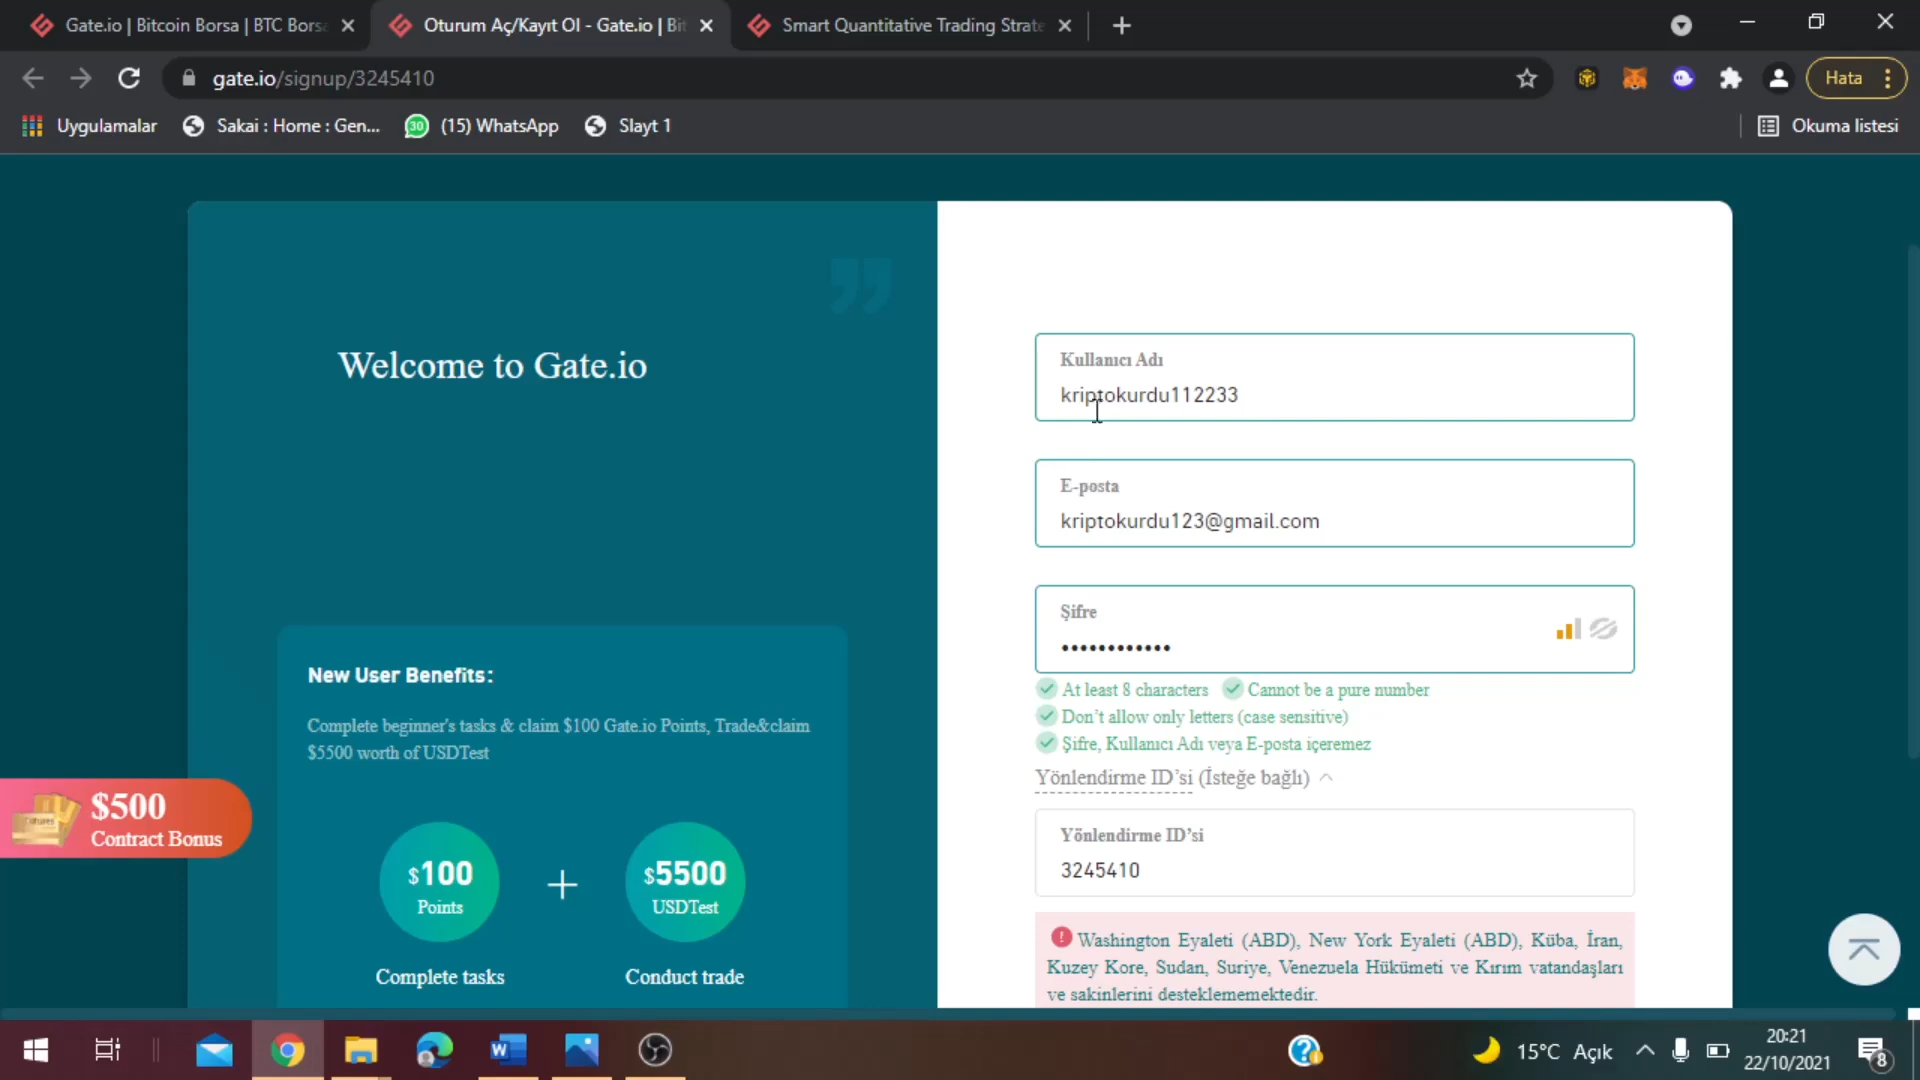 Gate.io | Bitcoin Borsa | BTC Borsa
Oturum Aç/Kayıt Ol - Gate.io | Bit
Smart Quantitative Trading Strate
gate.io/signup/3245410
Hata
Uygulamalar
Sakai : Home : Gen...
30
(15) WhatsApp
Slayt 1
Okuma listesi
Welcome to Gate.io
New User Benefits:
Complete beginner's tasks & claim $100 Gate.io Points, Trade&claim
$5500 worth of USDTest
$500
Contract Bonus
$100
Points
+
$5500
USDTest
Complete tasks
Conduct trade
Kullanıcı Adı
kriptokurdu112233
E-posta
kriptokurdu123@gmail.com
Şifre
••••••••••••
At least 8 characters
Cannot be a pure number
Don't allow only letters (case sensitive)
Şifre, Kullanıcı Adı veya E-posta içeremez
Yönlendirme ID'si (İsteğe bağlı)
Yönlendirme ID'si
3245410
Washington Eyaleti (ABD), New York Eyaleti (ABD), Küba, İran,
Kuzey Kore, Sudan, Suriye, Venezuela Hükümeti ve Kırım vatandaşları
ve sakinlerini desteklememektedir.
15°C Açık
20:21
22/10/2021
8